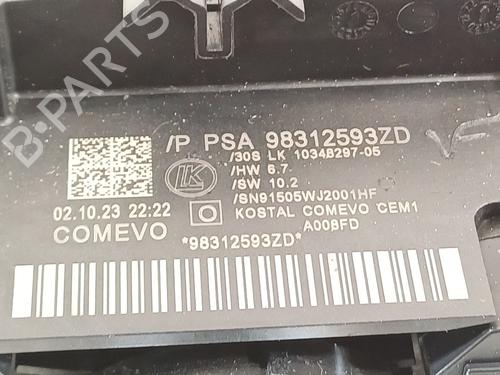 /P PSA 98312593ZD
/30S LK 10348297-05
/HW 6.7
/SW 10.2
/SN91505WJ2001HF
LK
02.10.23 22:22
KOSTAL COMEVO CEM1
COMEVO
A008FD
*98312593ZD*
B-PARTS